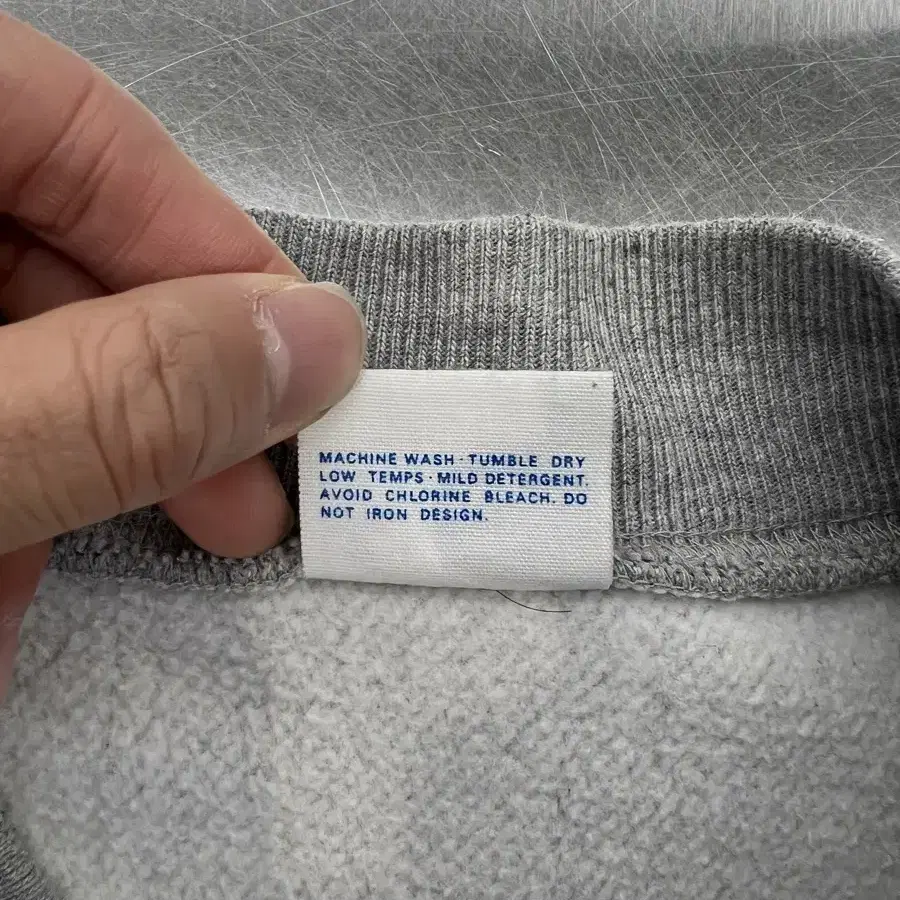 MACHINE WASH · TUMBLE DRY
LOW TEMPS · MILD DETERGENT.
AVOID CHLORINE BLEACH. DO
NOT IRON DESIGN.